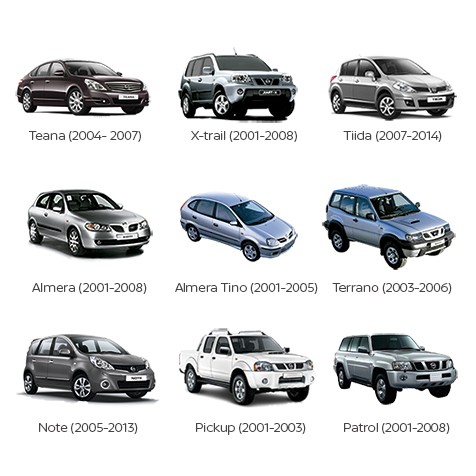 Teana (2004- 2007)
X-trail (2001-2008)
Tiida (2007-2014)
Almera (2001-2008)
Almera Tino (2001-2005)
Terrano (2003-2006)
NOTE
Note (2005-2013)
Pickup (2001-2003)
Patrol (2001-2008)